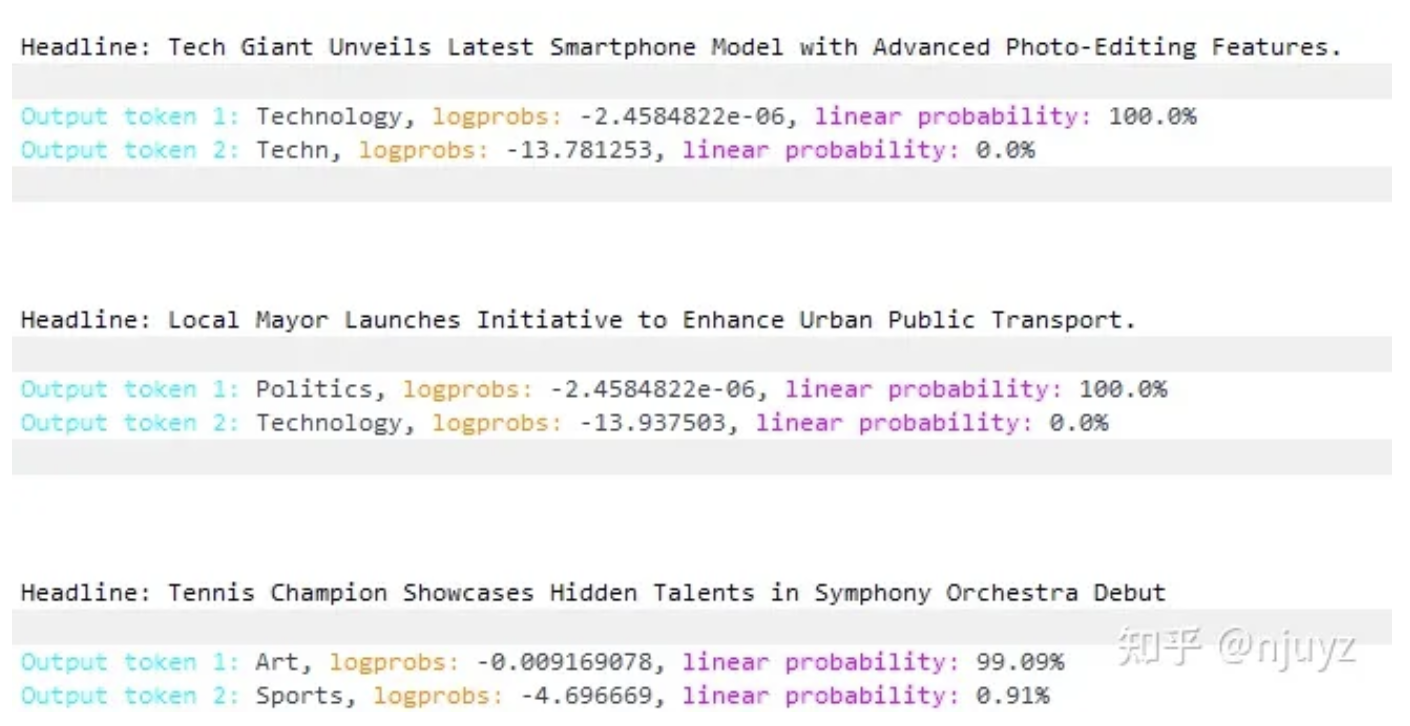 Headline: Tech Giant Unveils Latest Smartphone Model with Advanced Photo-Editing Features.
Output token 1: Technology, logprobs: -2.4584822e-06, linear probability: 100.0%
Output token 2: Techn, logprobs: -13.781253, linear probability: 0.0%
Headline: Local Mayor Launches Initiative to Enhance Urban Public Transport.
Output token 1: Politics, logprobs: -2.4584822e-06, linear probability: 100.0%
Output token 2: Technology, logprobs: -13.937503, linear probability: 0.0%
Headline: Tennis Champion Showcases Hidden Talents in Symphony Orchestra Debut
Output token 1: Art, logprobs: -0.009169078, linear probability: 99.09%
Output token 2: Sports, logprobs: -4.696669, linear probability: 0.91%
知乎 @njuyz